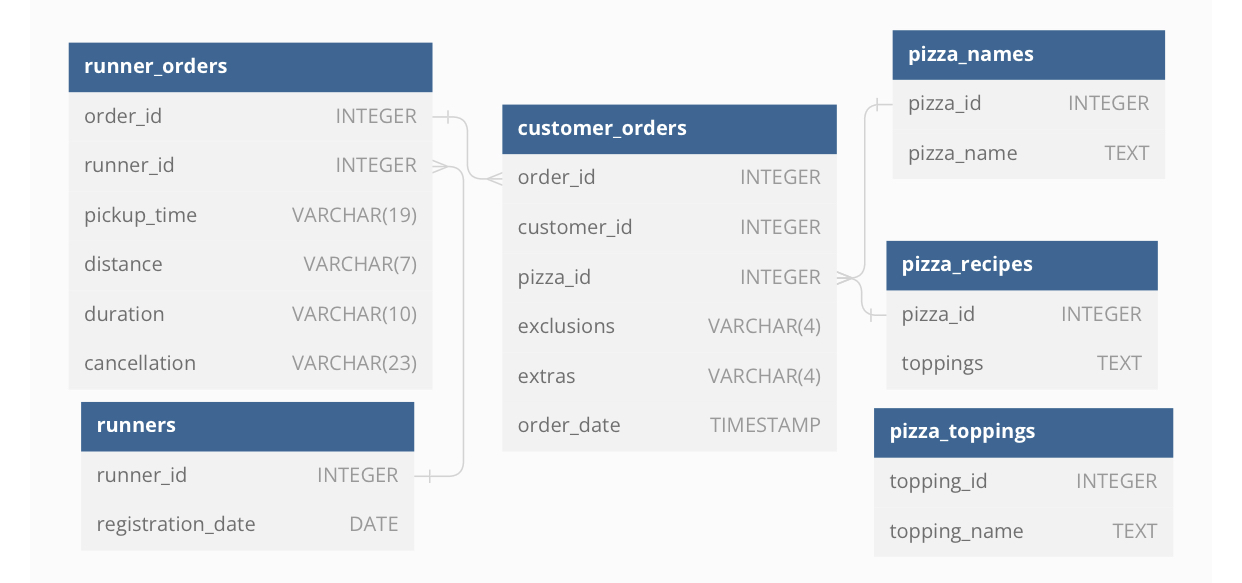 runner_orders
order_id INTEGER
runner_id INTEGER
pickup_time VARCHAR(19)
distance VARCHAR(7)
duration VARCHAR(10)
cancellation VARCHAR(23)
runners
runner_id INTEGER
registration_date DATE
customer_orders
order_id INTEGER
customer_id INTEGER
pizza_id INTEGER
exclusions VARCHAR(4)
extras VARCHAR(4)
order_date TIMESTAMP
pizza_names
pizza_id INTEGER
pizza_name TEXT
pizza_recipes
pizza_id INTEGER
toppings TEXT
pizza_toppings
topping_id INTEGER
topping_name TEXT